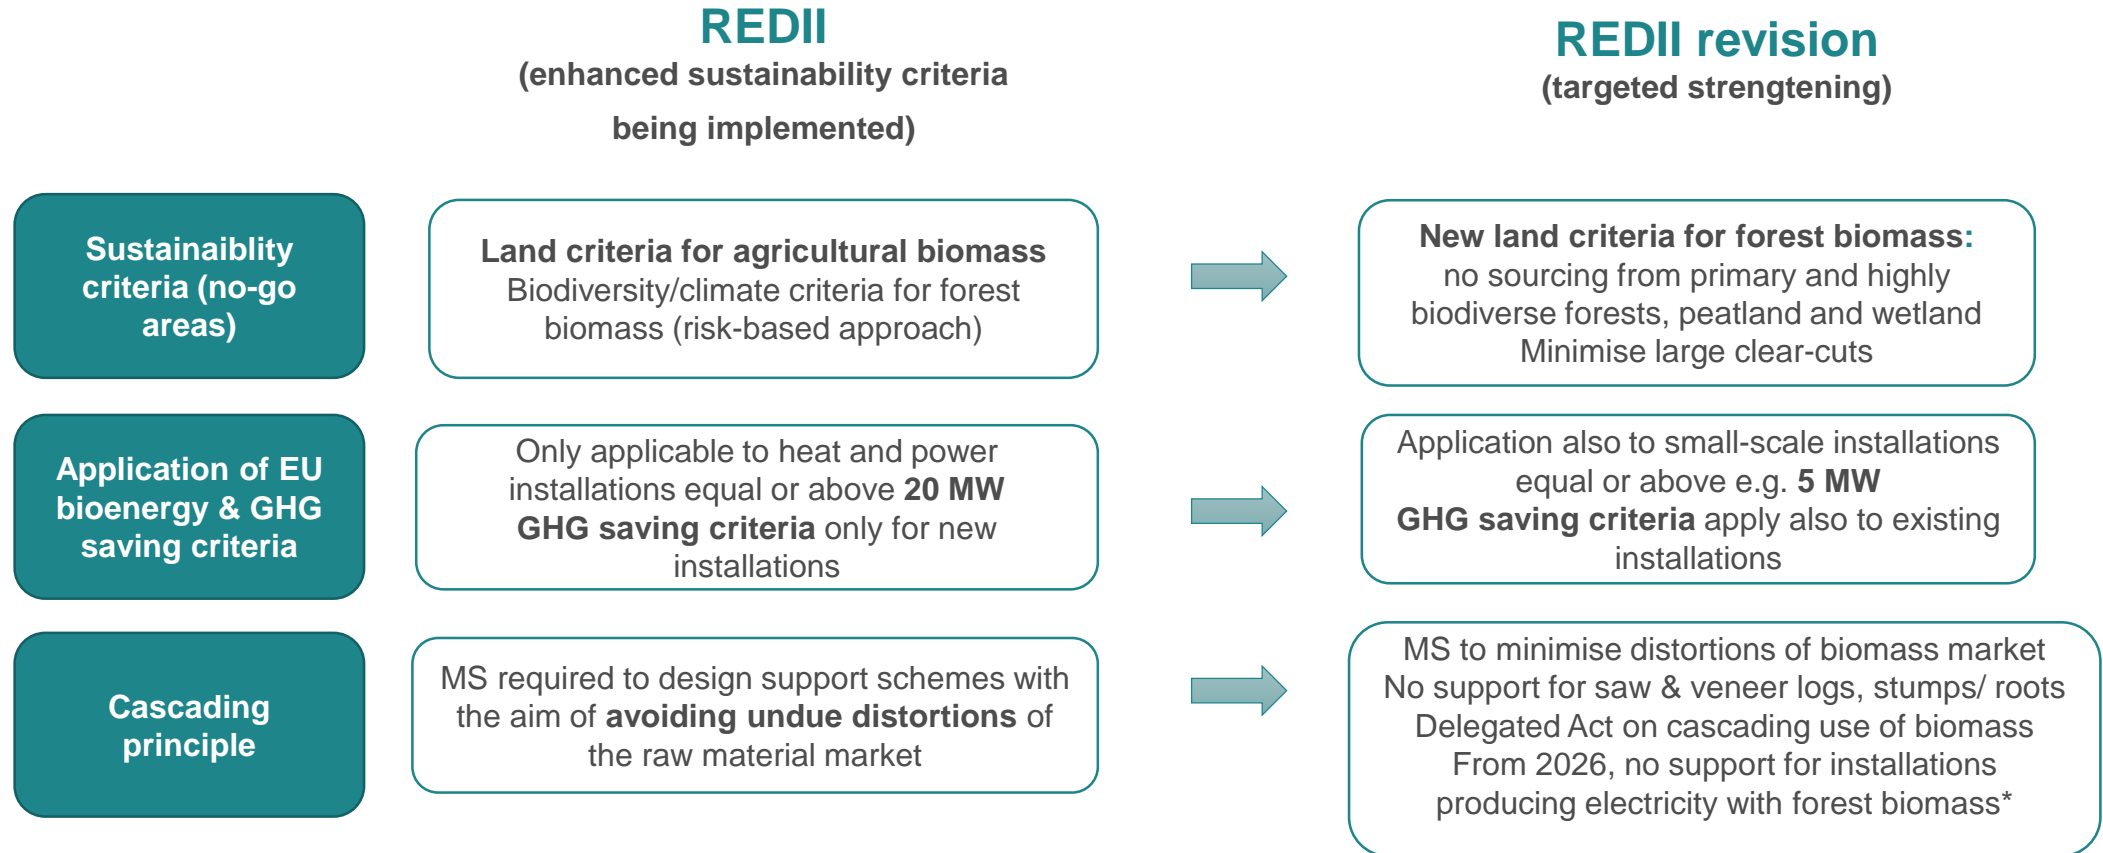 REDII
(enhanced sustainability criteria
being implemented)
REDII revision
(targeted strengtening)
Sustainaiblity
criteria (no-go
areas)
Land criteria for agricultural biomass
Biodiversity/climate criteria for forest
biomass (risk-based approach)
New land criteria for forest biomass:
no sourcing from primary and highly
biodiverse forests, peatland and wetland
Minimise large clear-cuts
Application of EU
bioenergy & GHG
saving criteria
Only applicable to heat and power
installations equal or above 20 MW
GHG saving criteria only for new
installations
Application also to small-scale installations
equal or above e.g. 5 MW
GHG saving criteria apply also to existing
installations
Cascading
principle
MS required to design support schemes with
the aim of avoiding undue distortions of
the raw material market
MS to minimise distortions of biomass market
No support for saw & veneer logs, stumps/ roots
Delegated Act on cascading use of biomass
From 2026, no support for installations
producing electricity with forest biomass*